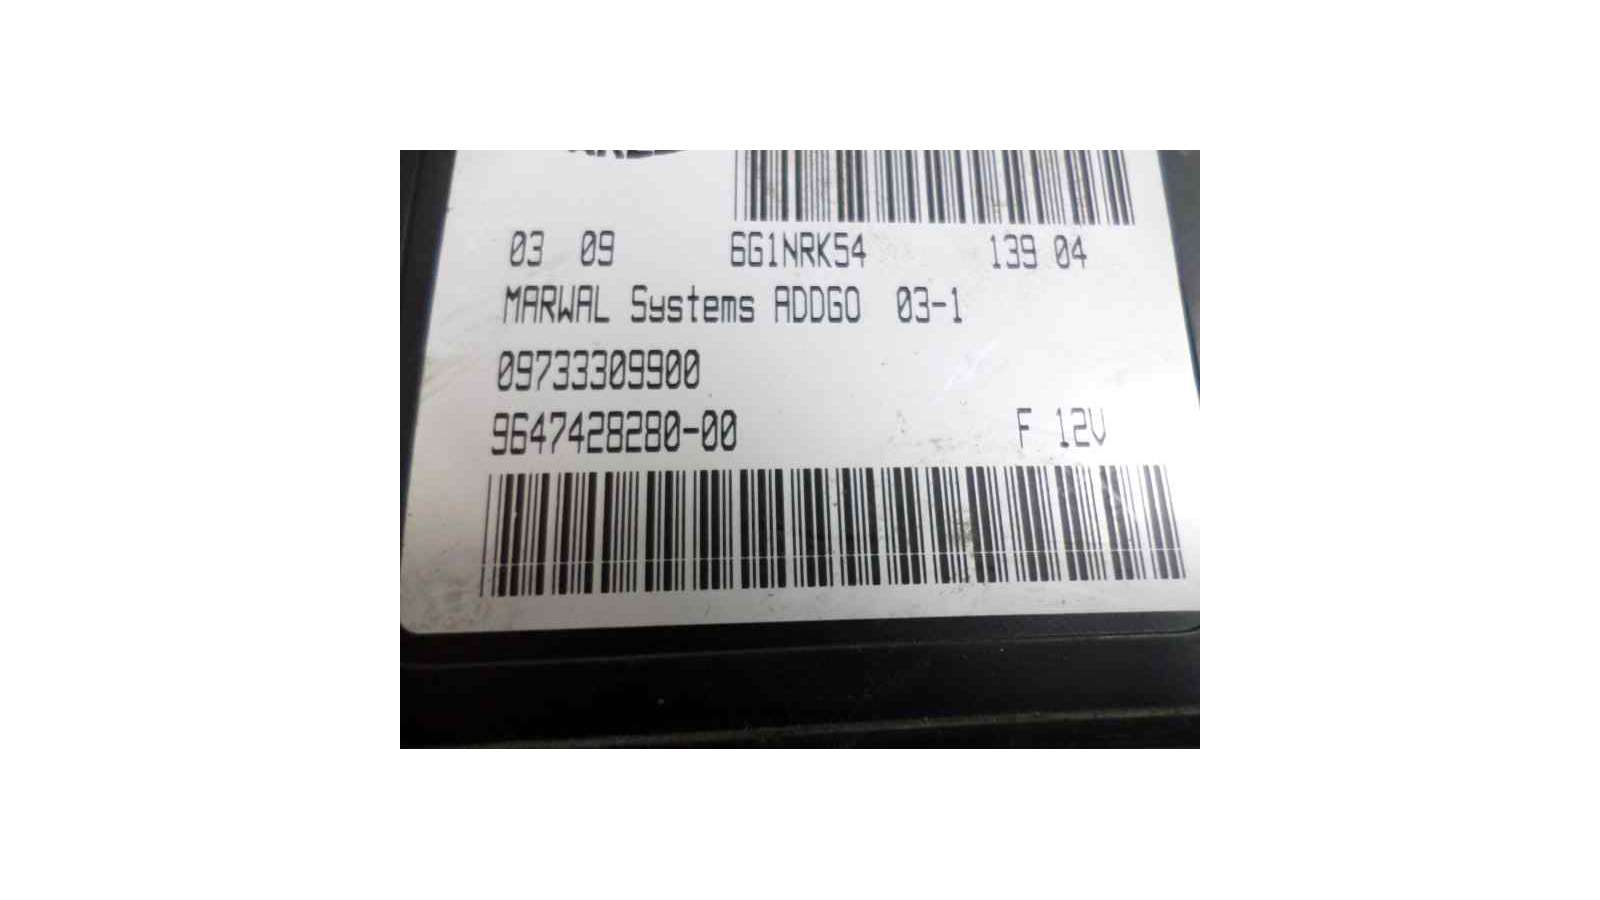 03 09 6G1NRK54 139 04
MARWAL Systems ADDGO 03-1
09733309900
9647428280-00 F 12V